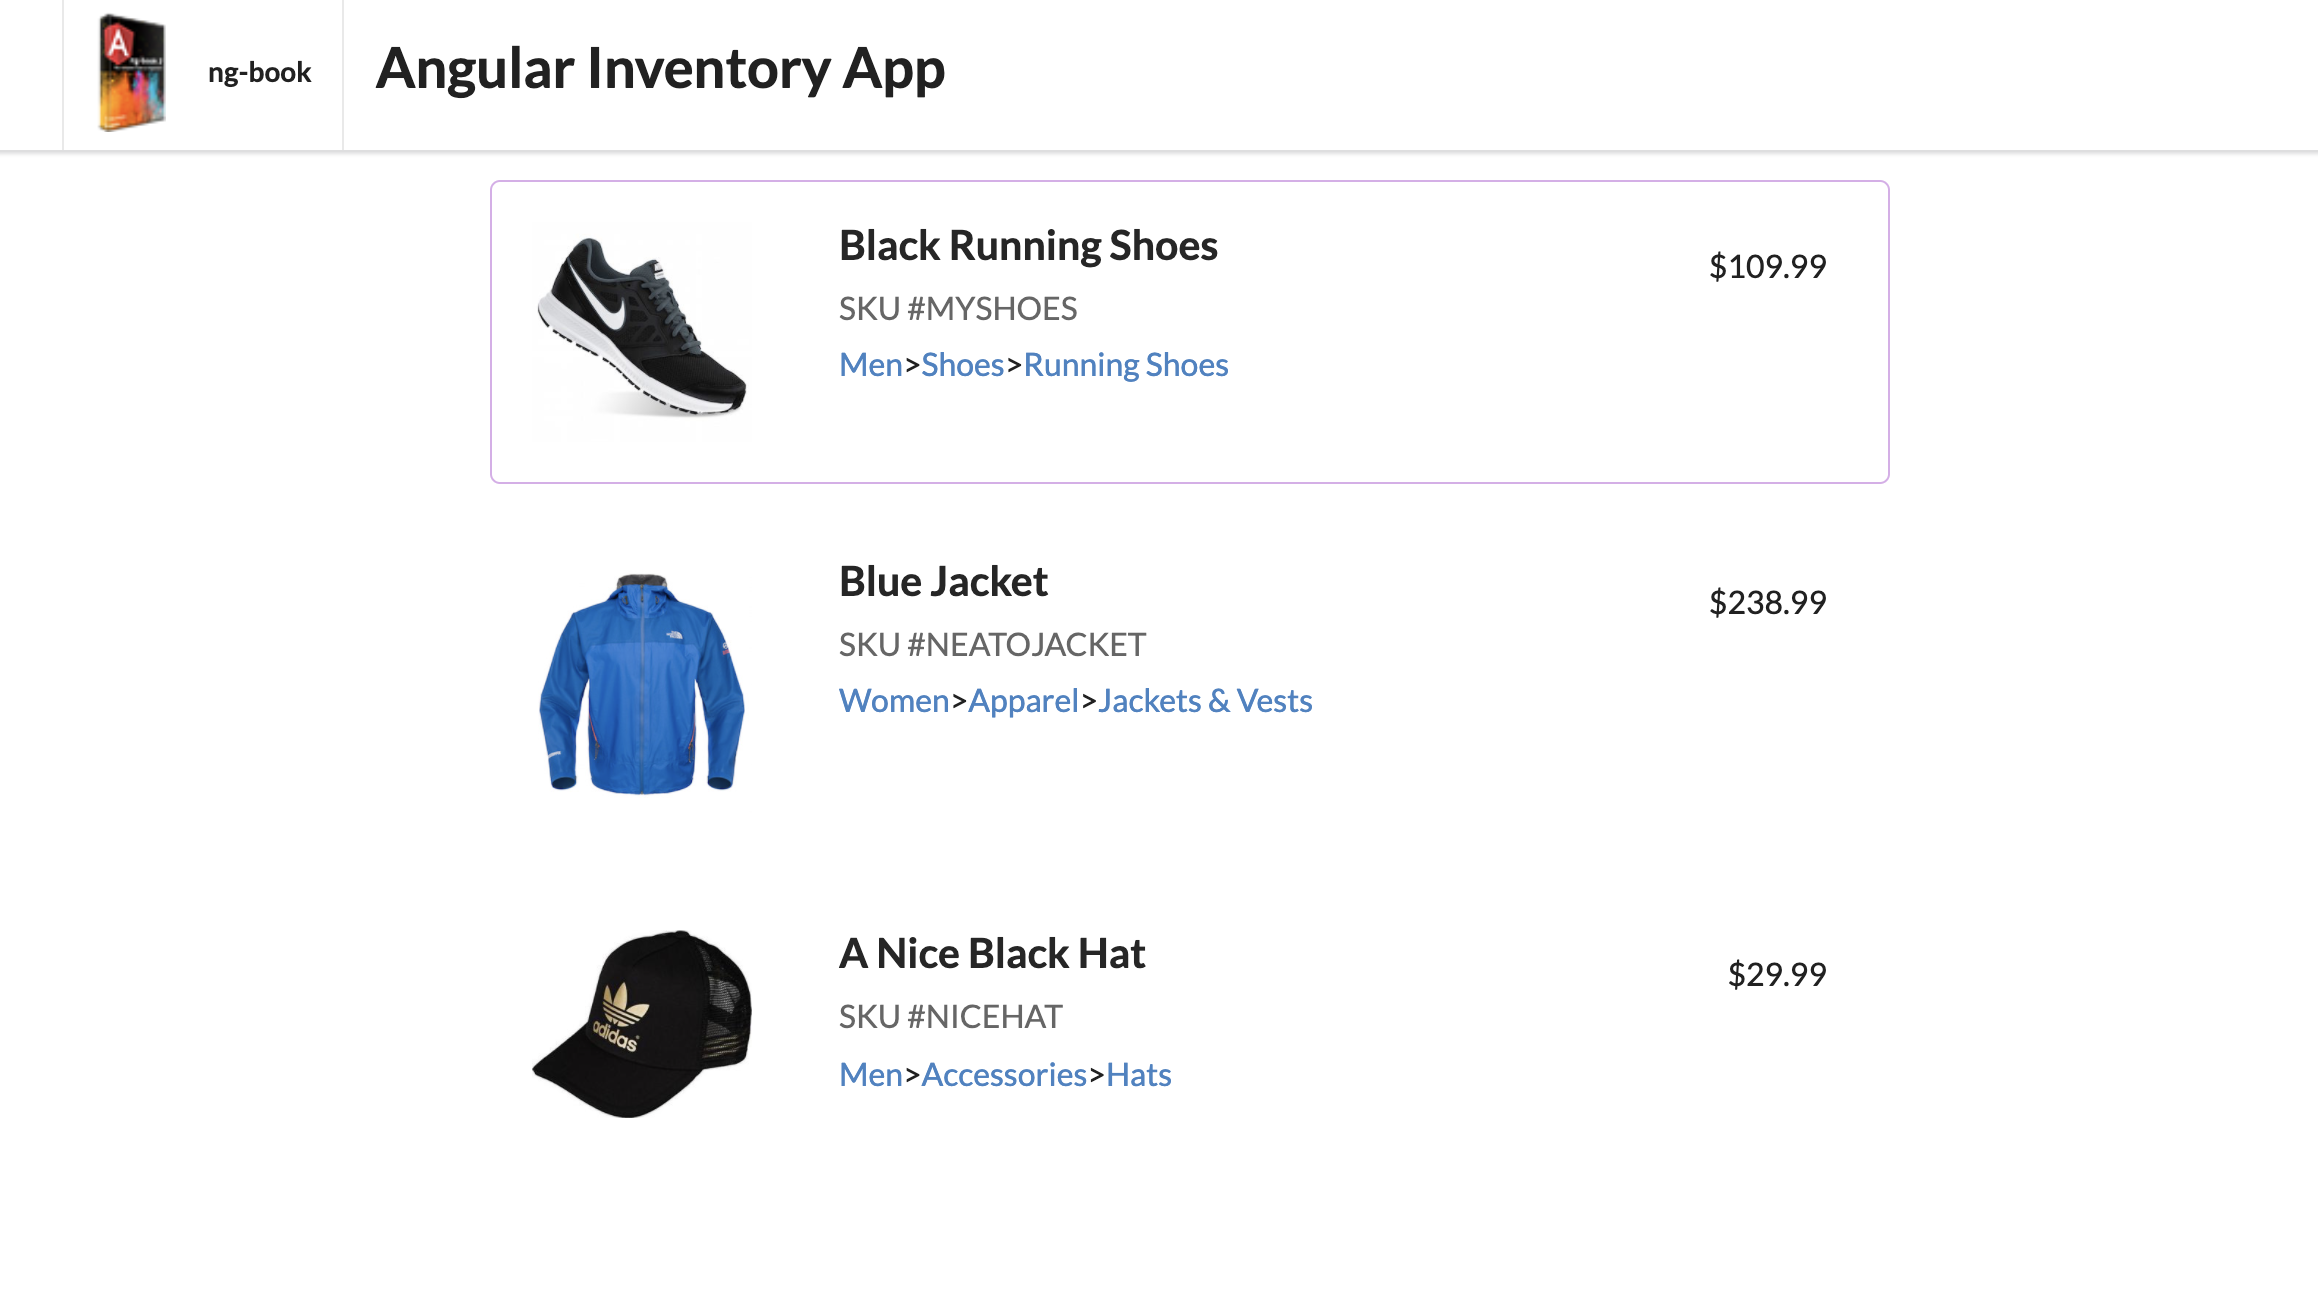 ng-book
Angular Inventory App
Black Running Shoes
$109.99
SKU #MYSHOES
Men>Shoes>Running Shoes
Blue Jacket
$238.99
SKU #NEATOJACKET
Women>Apparel>Jackets & Vests
A Nice Black Hat
$29.99
SKU #NICEHAT
Men>Accessories>Hats
adidas